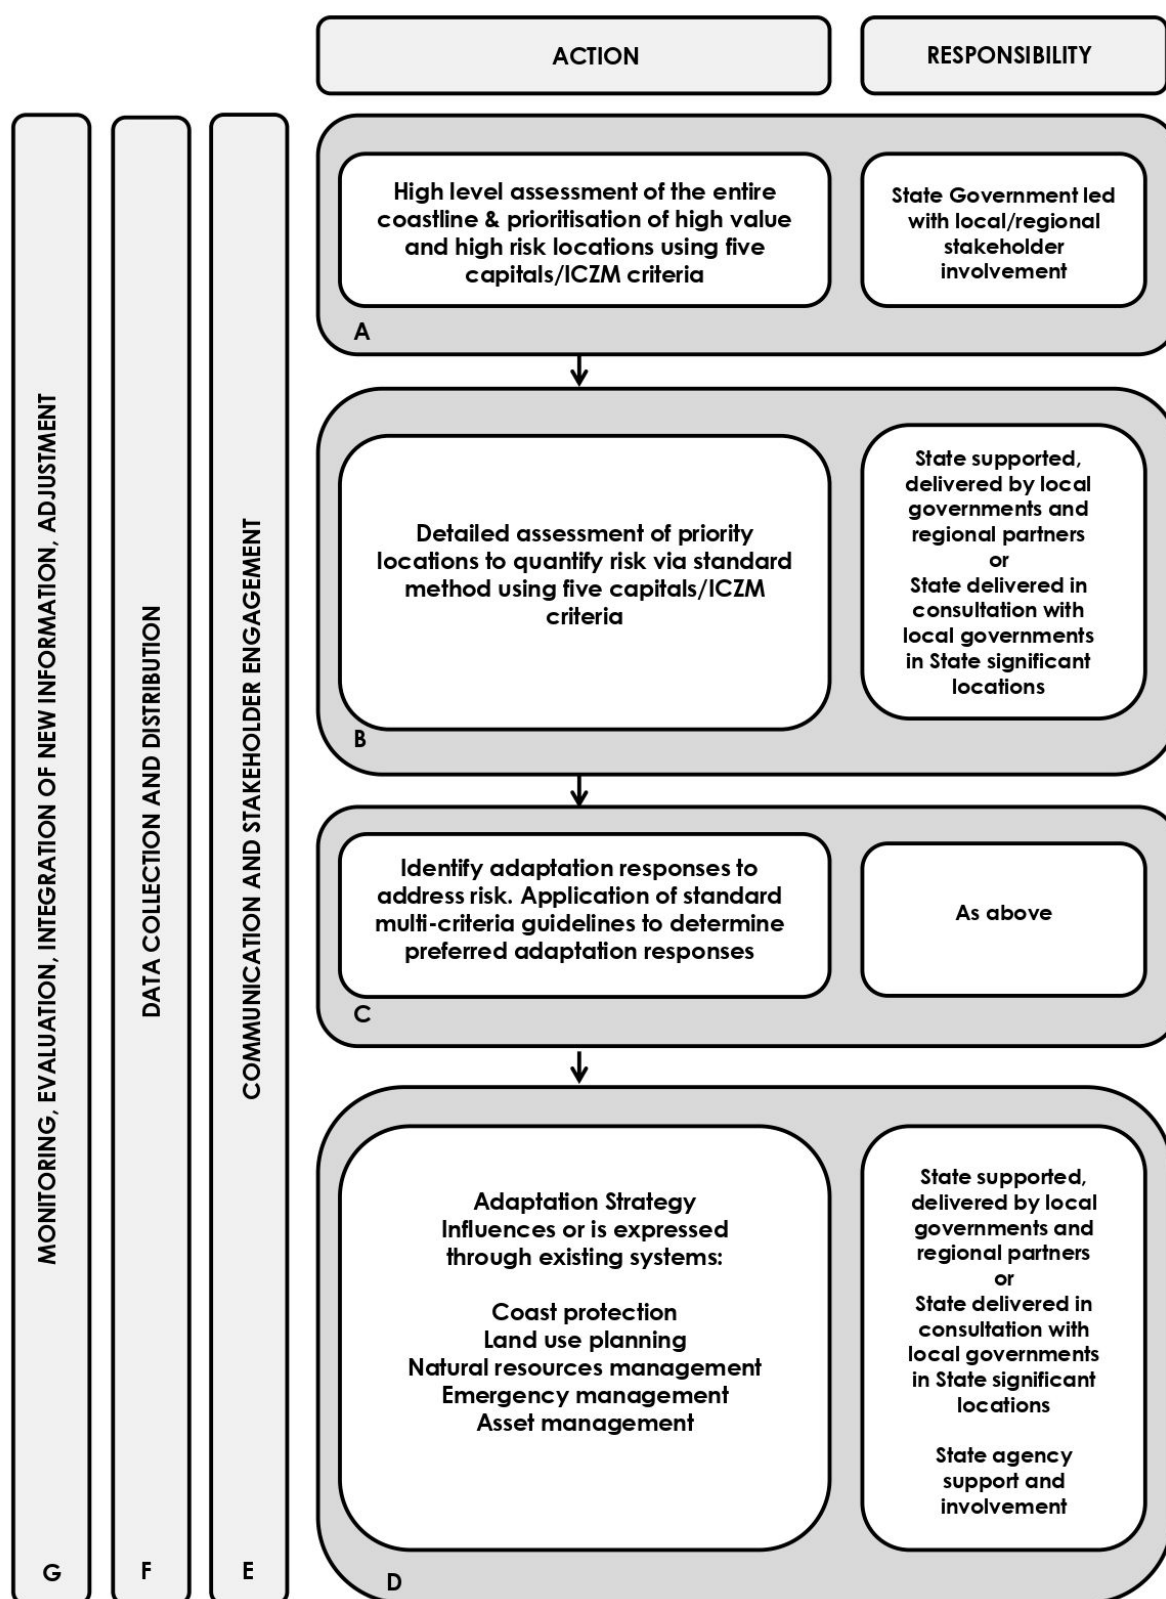 ACTION
RESPONSIBILITY
High level assessment of the entire
coastline & prioritisation of high value
and high risk locations using five
capitals/ICZM criteria
State Government led
with local/regional
stakeholder
involvement
A
Detailed assessment of priority
locations to quantify risk via standard
method using five capitals/ICZM
criteria
State supported,
delivered by local
governments and
regional partners
or
State delivered in
consultation with
local governments
in State significant
locations
B
Identify adaptation responses to
address risk. Application of standard
multi-criteria guidelines to determine
preferred adaptation responses
As above
C
Adaptation Strategy
Influences or is expressed
through existing systems:
Coast protection
Land use planning
Natural resources management
Emergency management
Asset management
State supported,
delivered by local
governments and
regional partners
or
State delivered in
consultation with
local governments
in State significant
locations
State agency
support and
involvement
D
MONITORING, EVALUATION, INTEGRATION OF NEW INFORMATION, ADJUSTMENT
G
DATA COLLECTION AND DISTRIBUTION
F
COMMUNICATION AND STAKEHOLDER ENGAGEMENT
E